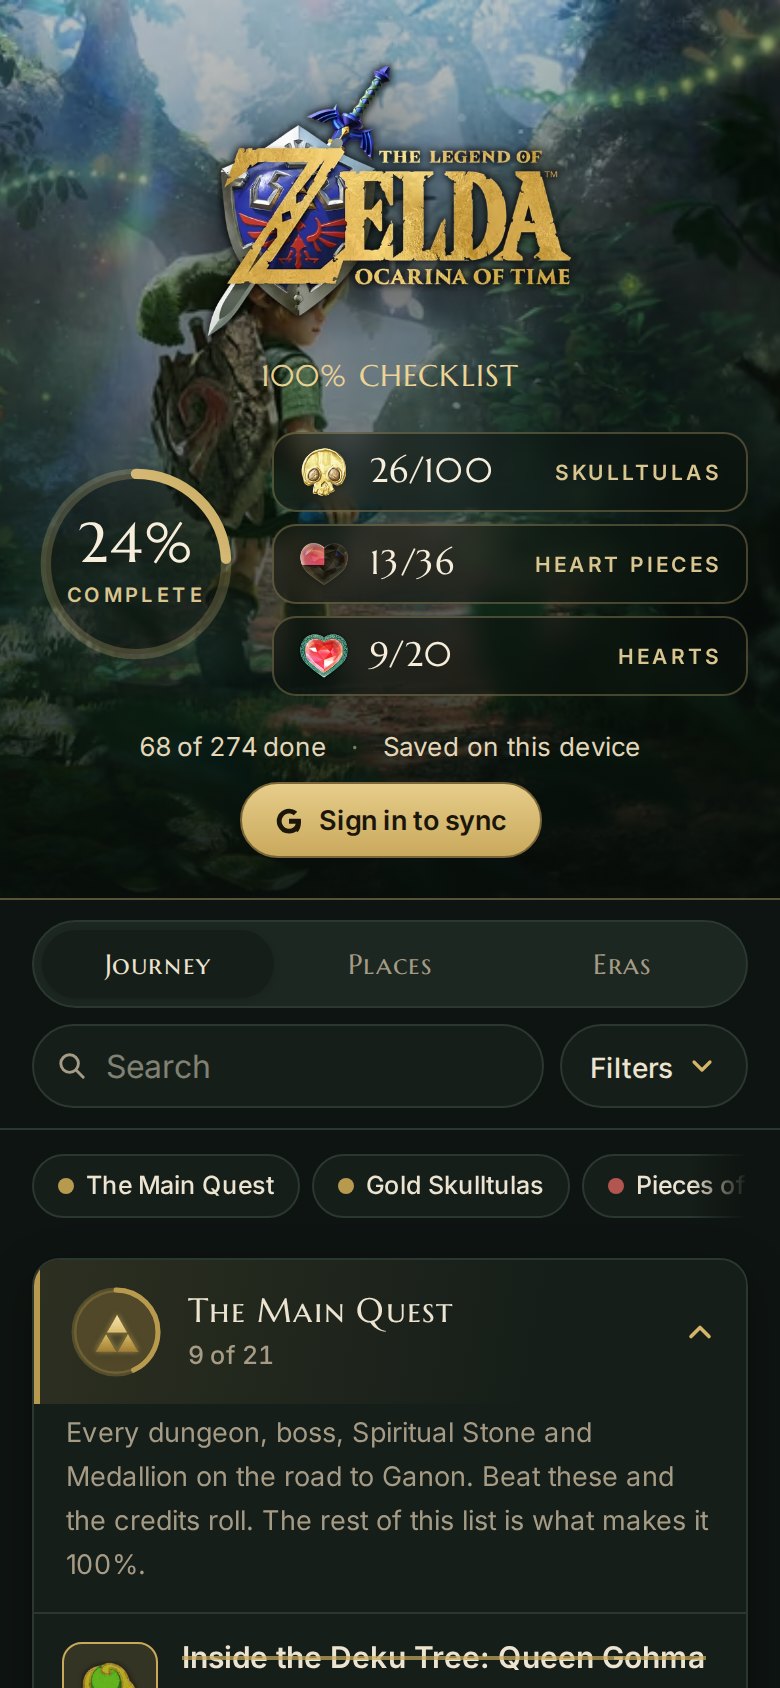 THE LEGEND OF
ZELDA™
OCARINA OF TIME
100% CHECKLIST
24%
COMPLETE
26/100 SKULLTULAS
13/36 HEART PIECES
9/20 HEARTS
68 of 274 done · Saved on this device
G Sign in to sync
Journey Places Eras
Search Filters
The Main Quest Gold Skulltulas Pieces of
The Main Quest
9 of 21
Every dungeon, boss, Spiritual Stone and
Medallion on the road to Ganon. Beat these and
the credits roll. The rest of this list is what makes it
100%.
Inside the Deku Tree: Queen Gohma